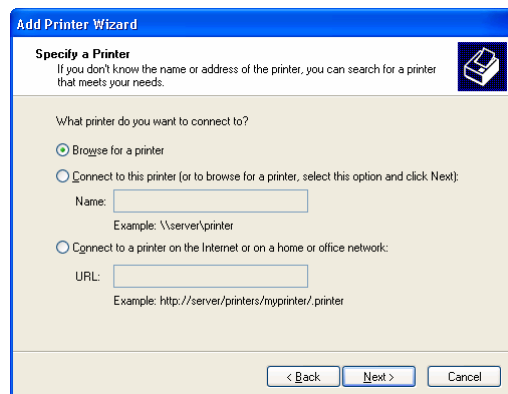 Add Printer Wizard
Specify a Printer
If you don't know the name or address of the printer, you can search for a printer
that meets your needs.
What printer do you want to connect to?
Browse for a printer
Connect to this printer (or to browse for a printer, select this option and click Next):
Name:
Example: \\server\printer
Connect to a printer on the Internet or on a home or office network:
URL:
Example: http://server/printers/myprinter/.printer
< Back Next > Cancel